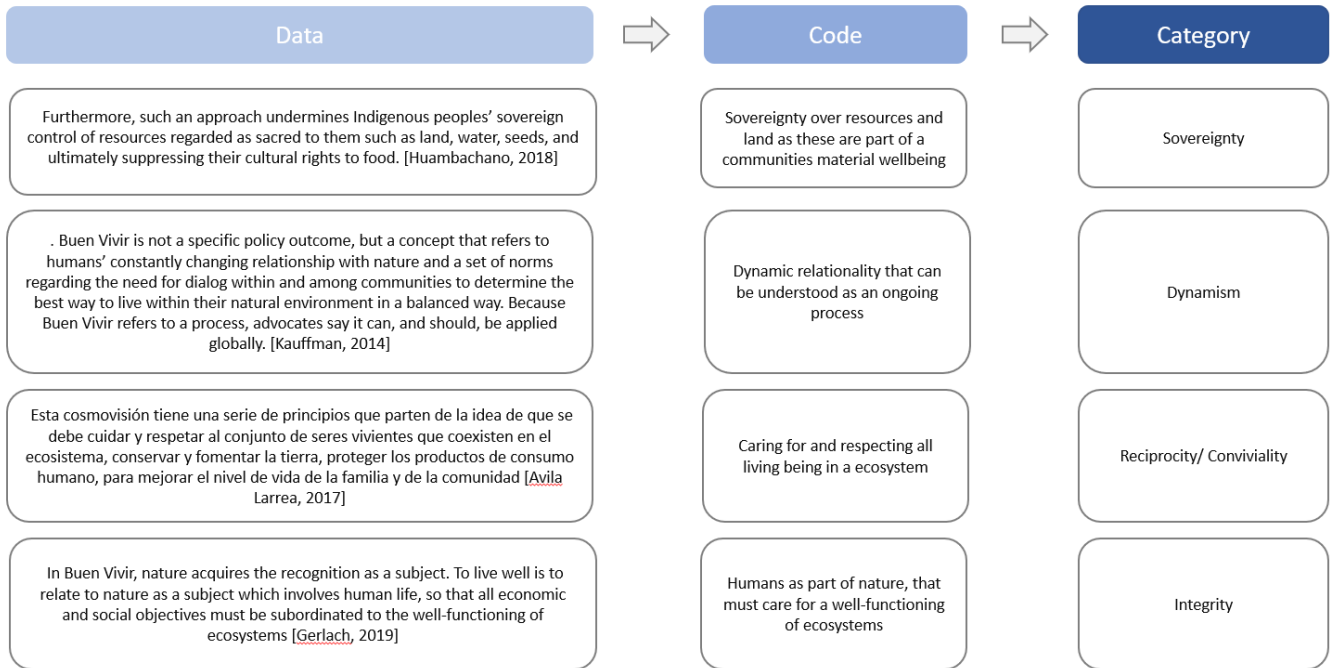 Data
Code
Category
Furthermore, such an approach undermines Indigenous peoples’ sovereign
control of resources regarded as sacred to them such as land, water, seeds, and
ultimately suppressing their cultural rights to food. [Huambachano, 2018]
Sovereignty over resources and
land as these are part of a
communities material wellbeing
Sovereignty
. Buen Vivir is not a specific policy outcome, but a concept that refers to
humans’ constantly changing relationship with nature and a set of norms
regarding the need for dialog within and among communities to determine the
best way to live within their natural environment in a balanced way. Because
Buen Vivir refers to a process, advocates say it can, and should, be applied
globally. [Kauffman, 2014]
Dynamic relationality that can
be understood as an ongoing
process
Dynamism
Esta cosmovisión tiene una serie de principios que parten de la idea de que se
debe cuidar y respetar al conjunto de seres vivientes que coexisten en el
ecosistema, conservar y fomentar la tierra, proteger los productos de consumo
humano, para mejorar el nivel de vida de la familia y de la comunidad [Avila
Larrea, 2017]
Caring for and respecting all
living being in a ecosystem
Reciprocity/ Conviviality
In Buen Vivir, nature acquires the recognition as a subject. To live well is to
relate to nature as a subject which involves human life, so that all economic
and social objectives must be subordinated to the well-functioning of
ecosystems [Gerlach, 2019]
Humans as part of nature, that
must care for a well-functioning
of ecosystems
Integrity